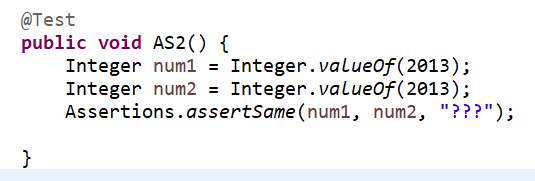 @Test
public void AS2() {
Integer num1 = Integer.valueOf(2013);
Integer num2 = Integer.valueOf(2013);
Assertions.assertSame(num1, num2, "???");
}